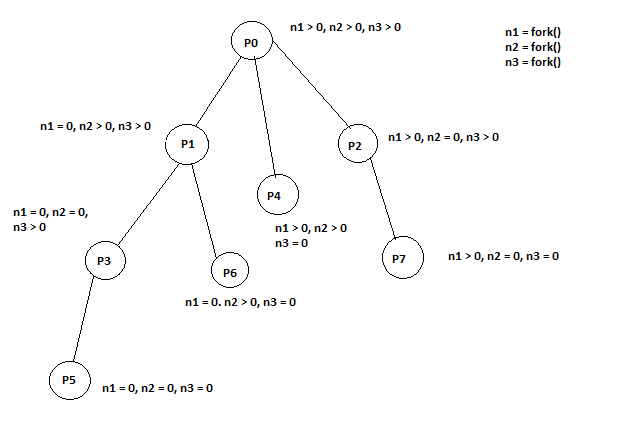 n1 > 0, n2 > 0, n3 > 0
n1 = fork()
n2 = fork()
n3 = fork()
P0
n1 = 0, n2 > 0, n3 > 0
P1
P2
n1 > 0, n2 = 0, n3 > 0
P4
n1 > 0, n2 > 0
n3 = 0
n1 = 0, n2 = 0,
n3 > 0
P3
P6
n1 = 0. n2 > 0, n3 = 0
P7
n1 > 0, n2 = 0, n3 = 0
P5
n1 = 0, n2 = 0, n3 = 0